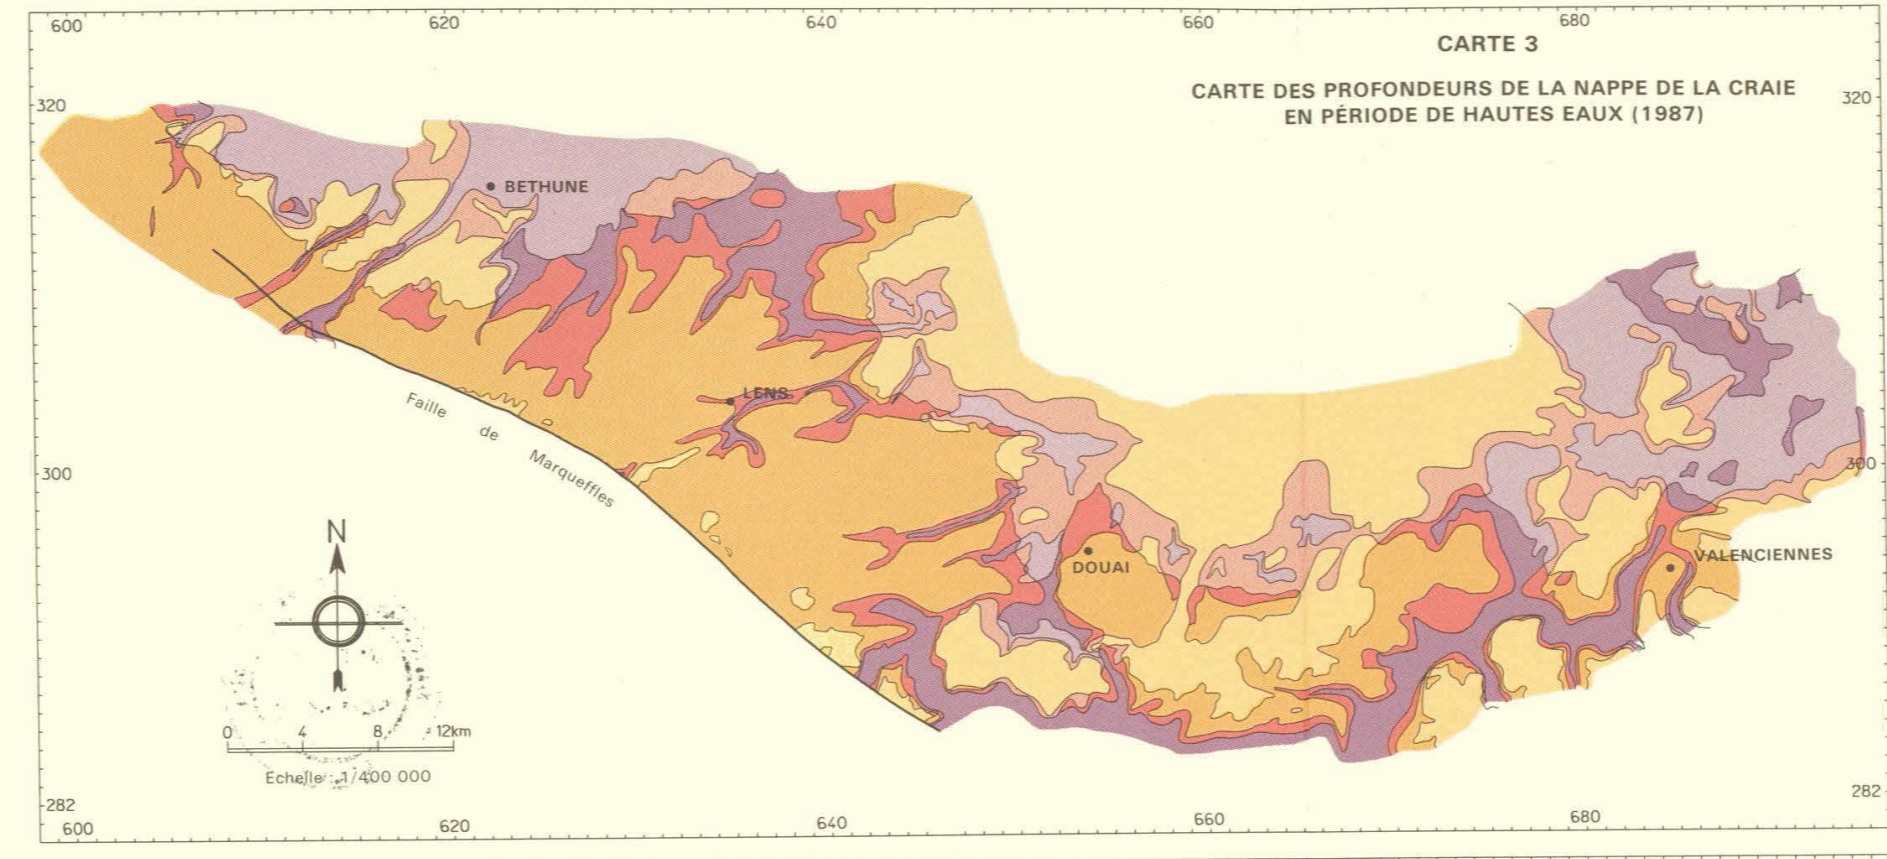 600
620
640
660
680
CARTE 3
CARTE DES PROFONDEURS DE LA NAPPE DE LA CRAIE
EN PÉRIODE DE HAUTES EAUX (1987)
320
320
BETHUNE
LENS
Faille de Marqueffles
300
300
N
DOUAI
VALENCIENNES
0 4 8 12km
Echelle : 1/400 000
282
282
600
620
640
660
680